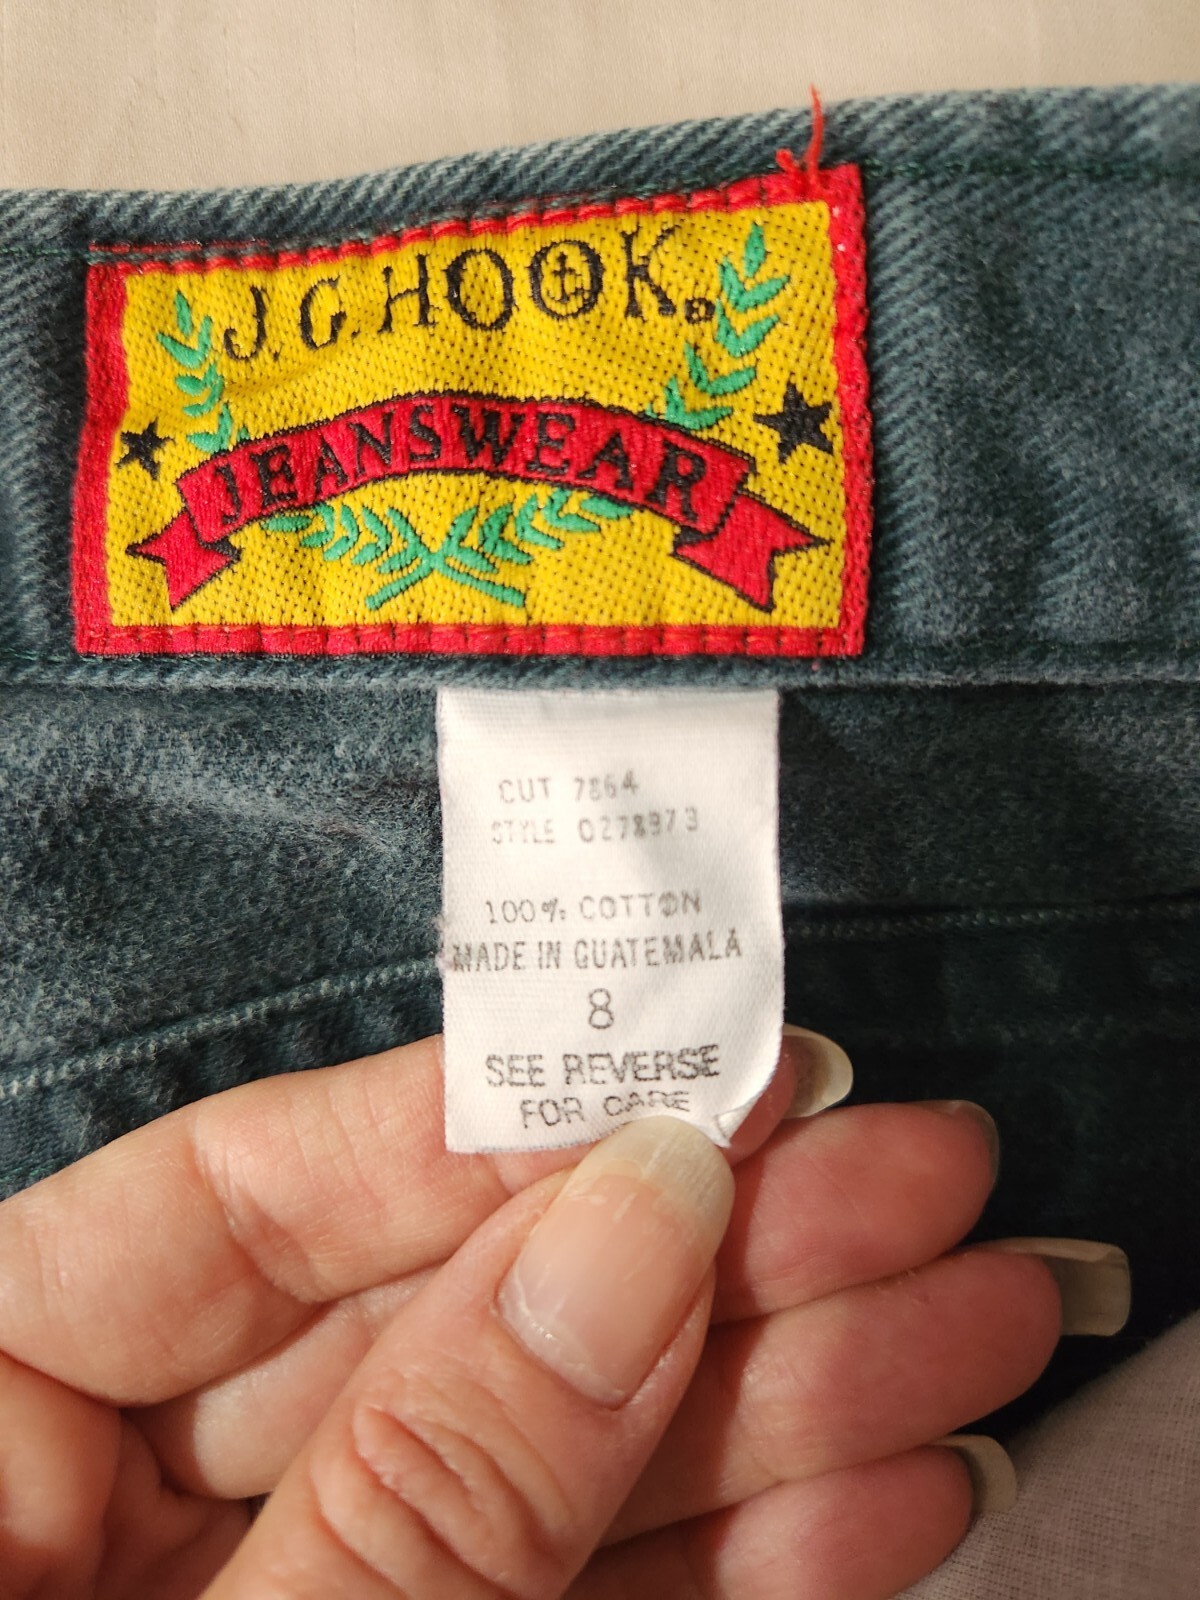 J.G. HOOK®
JEANSWEAR
CUT 7864
STYLE 0278973
100% COTTON
MADE IN GUATEMALA
8
SEE REVERSE
FOR CARE